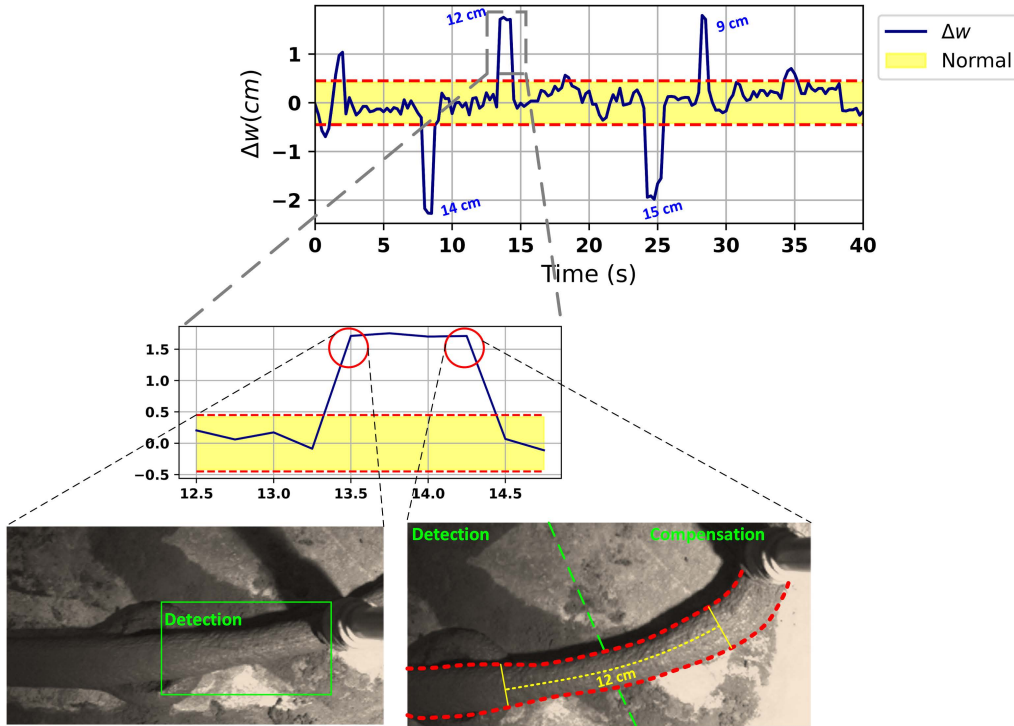 12 cm
9 cm
14 cm
15 cm
Δw(cm)
1
0
−1
−2
0 5 10 15 20 25 30 35 40
Time (s)
Δw
Normal
1.5
1.0
0.5
0.0
−0.5
12.5 13.0 13.5 14.0 14.5
Detection
Detection Compensation
12 cm